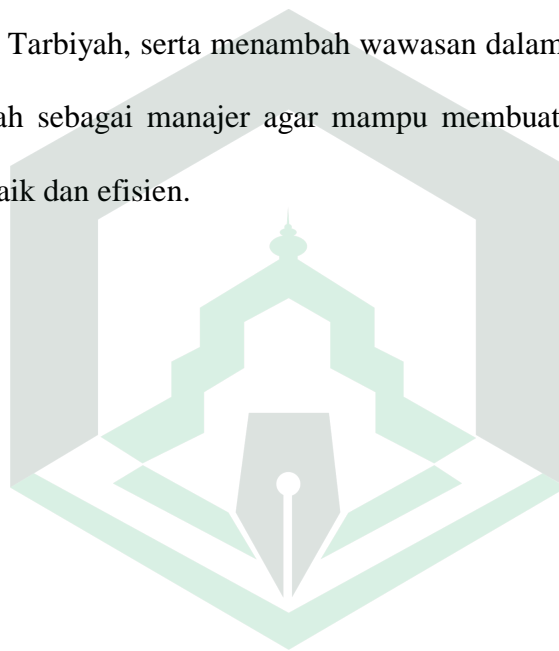 Tarbiyah, serta menambah wawasan dalam
ah sebagai manajer agar mampu membuat
aik dan efisien.